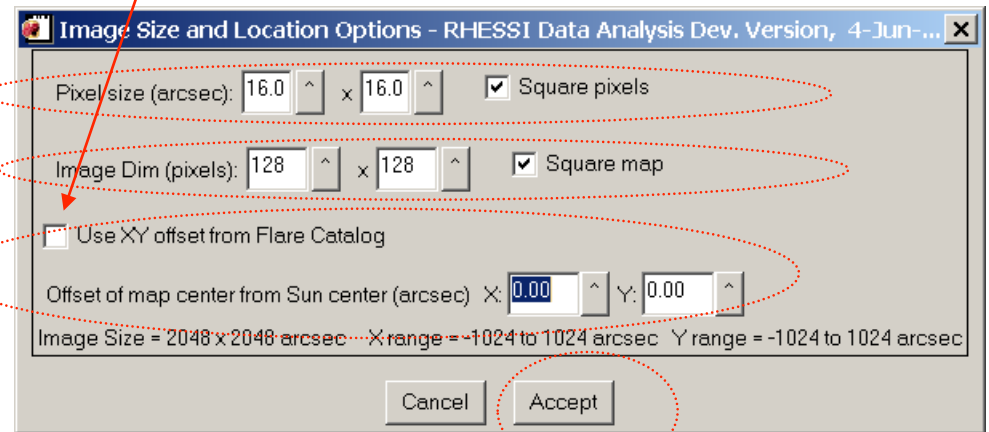 Image Size and Location Options - RHESSI Data Analysis Dev. Version, 4-Jun-...
Pixel size (arcsec): 16.0 ^ x 16.0 ^ Square pixels
Image Dim (pixels): 128 ^ x 128 ^ Square map
Use XY offset from Flare Catalog
Offset of map center from Sun center (arcsec) X: 0.00 ^ Y: 0.00 ^
Image Size = 2048 x 2048 arcsec X range = -1024 to 1024 arcsec Y range = -1024 to 1024 arcsec
Cancel Accept